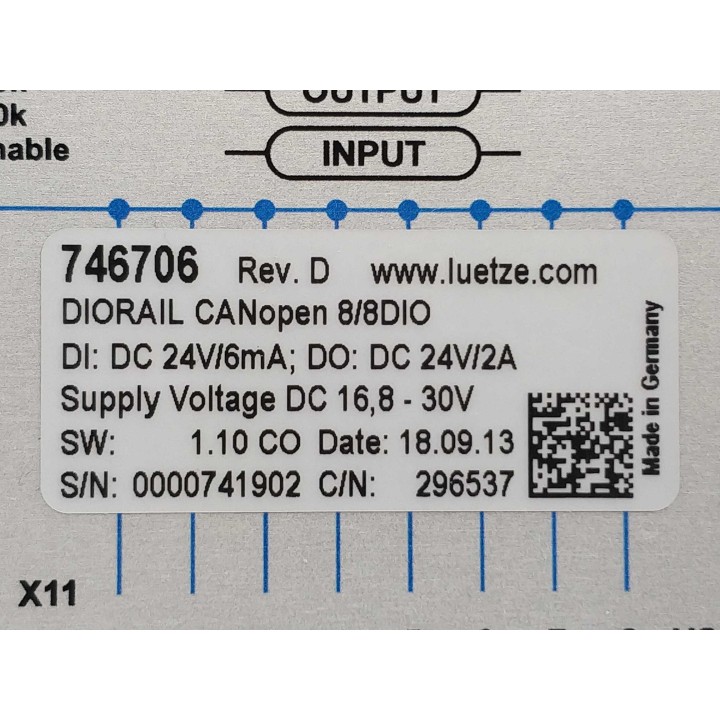 0k
OUTPUT
nable
INPUT
746706 Rev. D www.luetze.com
DIORAIL CANopen 8/8DIO
DI: DC 24V/6mA; DO: DC 24V/2A
Supply Voltage DC 16,8 - 30V
SW: 1.10 CO Date: 18.09.13
S/N: 0000741902 C/N: 296537
Made in Germany
X11